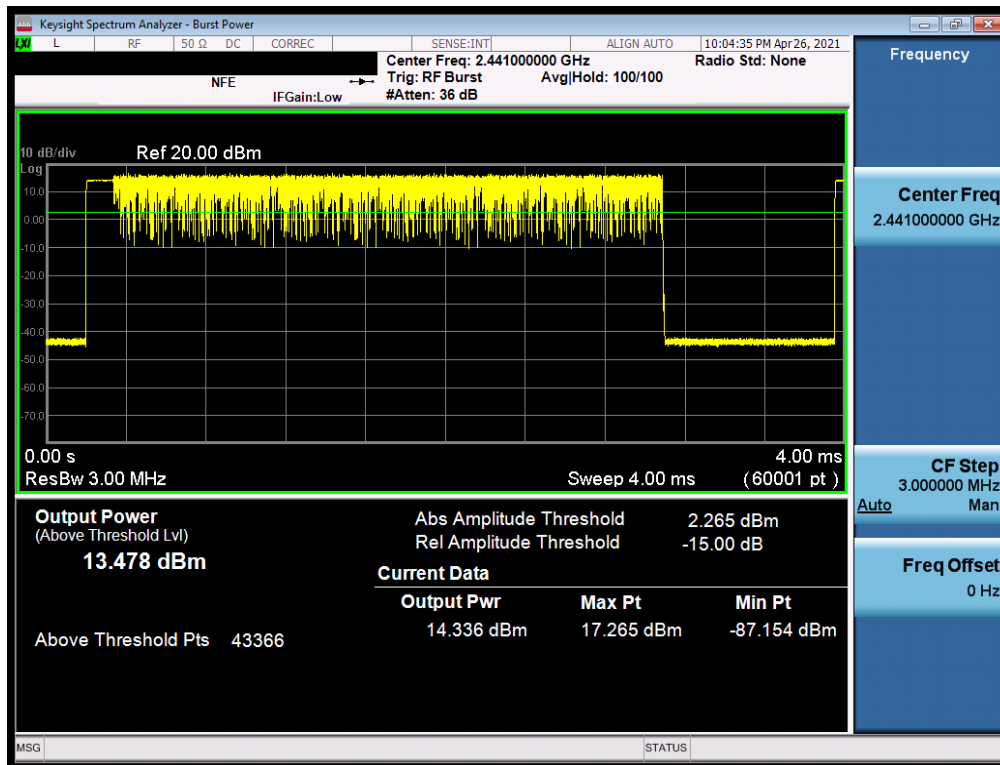 Keysight Spectrum Analyzer - Burst Power
LXI L RF 50 Ω DC CORREC SENSE:INT ALIGN AUTO 10:04:35 PM Apr 26, 2021
Center Freq: 2.441000000 GHz Radio Std: None
NFE Trig: RF Burst Avg|Hold: 100/100
IFGain:Low #Atten: 36 dB
10 dB/div Ref 20.00 dBm
Log
10.0
0.00
-10.0
-20.0
-30.0
-40.0
-50.0
-60.0
-70.0
0.00 s 4.00 ms
ResBw 3.00 MHz Sweep 4.00 ms (60001 pt )
Output Power
(Above Threshold Lvl)
13.478 dBm
Abs Amplitude Threshold 2.265 dBm
Rel Amplitude Threshold -15.00 dB
Current Data
Output Pwr Max Pt Min Pt
14.336 dBm 17.265 dBm -87.154 dBm
Above Threshold Pts 43366
MSG STATUS
Frequency
Center Freq
2.441000000 GHz
CF Step
3.000000 MHz
Auto Man
Freq Offset
0 Hz